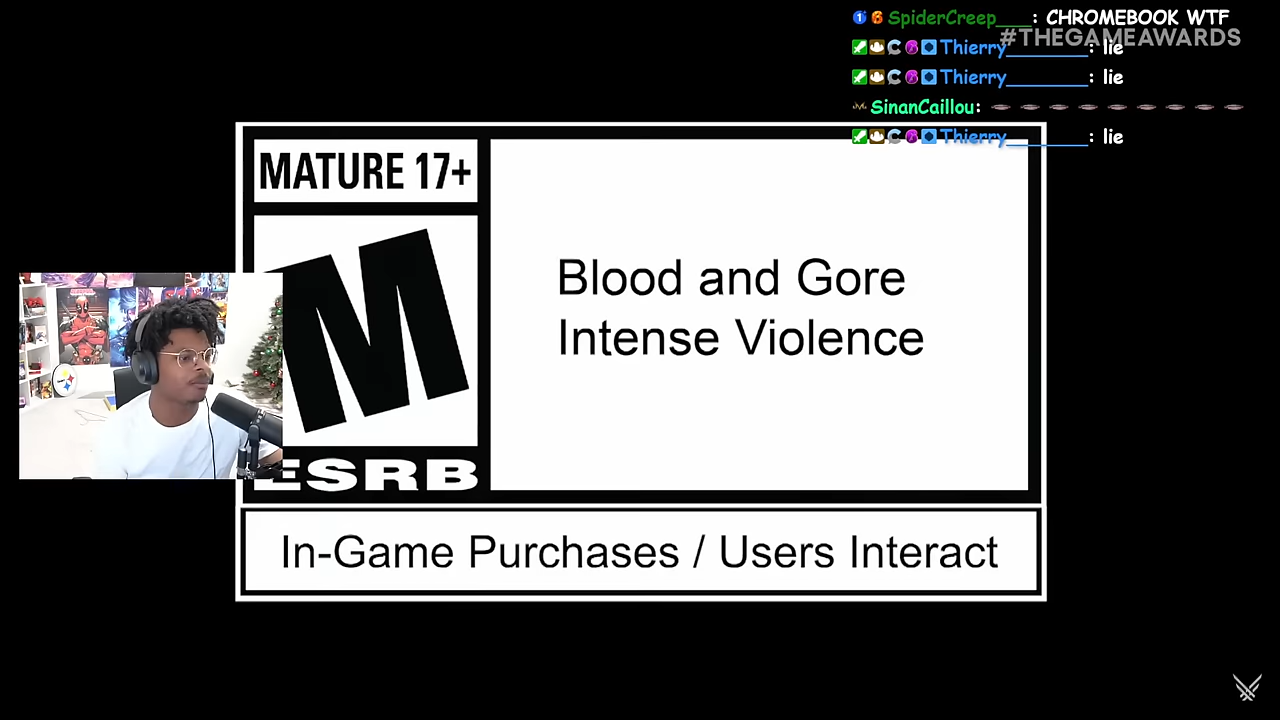 SpiderCreep___: CHROMEBOOK WTF
#THEGAMEAWARDS
Thierry________: lie
Thierry________: lie
SinanCaillou:
Thierry________: lie
MATURE 17+
M
ESRB
Blood and Gore
Intense Violence
In-Game Purchases / Users Interact